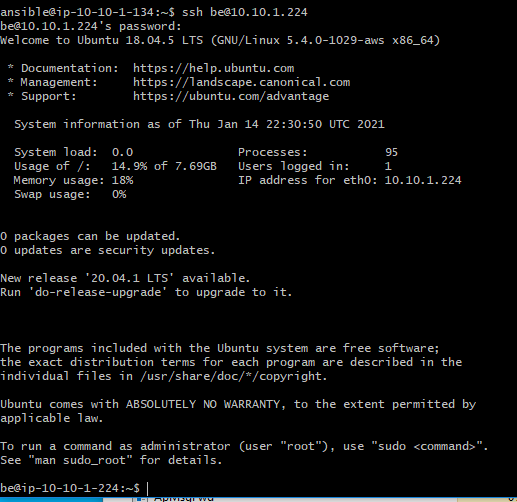 ansible@ip-10-10-1-134:~$ ssh be@10.10.1.224
be@10.10.1.224's password:
Welcome to Ubuntu 18.04.5 LTS (GNU/Linux 5.4.0-1029-aws x86_64)
* Documentation: https://help.ubuntu.com
* Management: https://landscape.canonical.com
* Support: https://ubuntu.com/advantage
System information as of Thu Jan 14 22:30:50 UTC 2021
System load: 0.0 Processes: 95
Usage of /: 14.9% of 7.69GB Users logged in: 1
Memory usage: 18% IP address for eth0: 10.10.1.224
Swap usage: 0%
0 packages can be updated.
0 updates are security updates.
New release '20.04.1 LTS' available.
Run 'do-release-upgrade' to upgrade to it.
The programs included with the Ubuntu system are free software;
the exact distribution terms for each program are described in the
individual files in /usr/share/doc/*/copyright.
Ubuntu comes with ABSOLUTELY NO WARRANTY, to the extent permitted by
applicable law.
To run a command as administrator (user "root"), use "sudo <command>".
See "man sudo_root" for details.
be@ip-10-10-1-224:~$